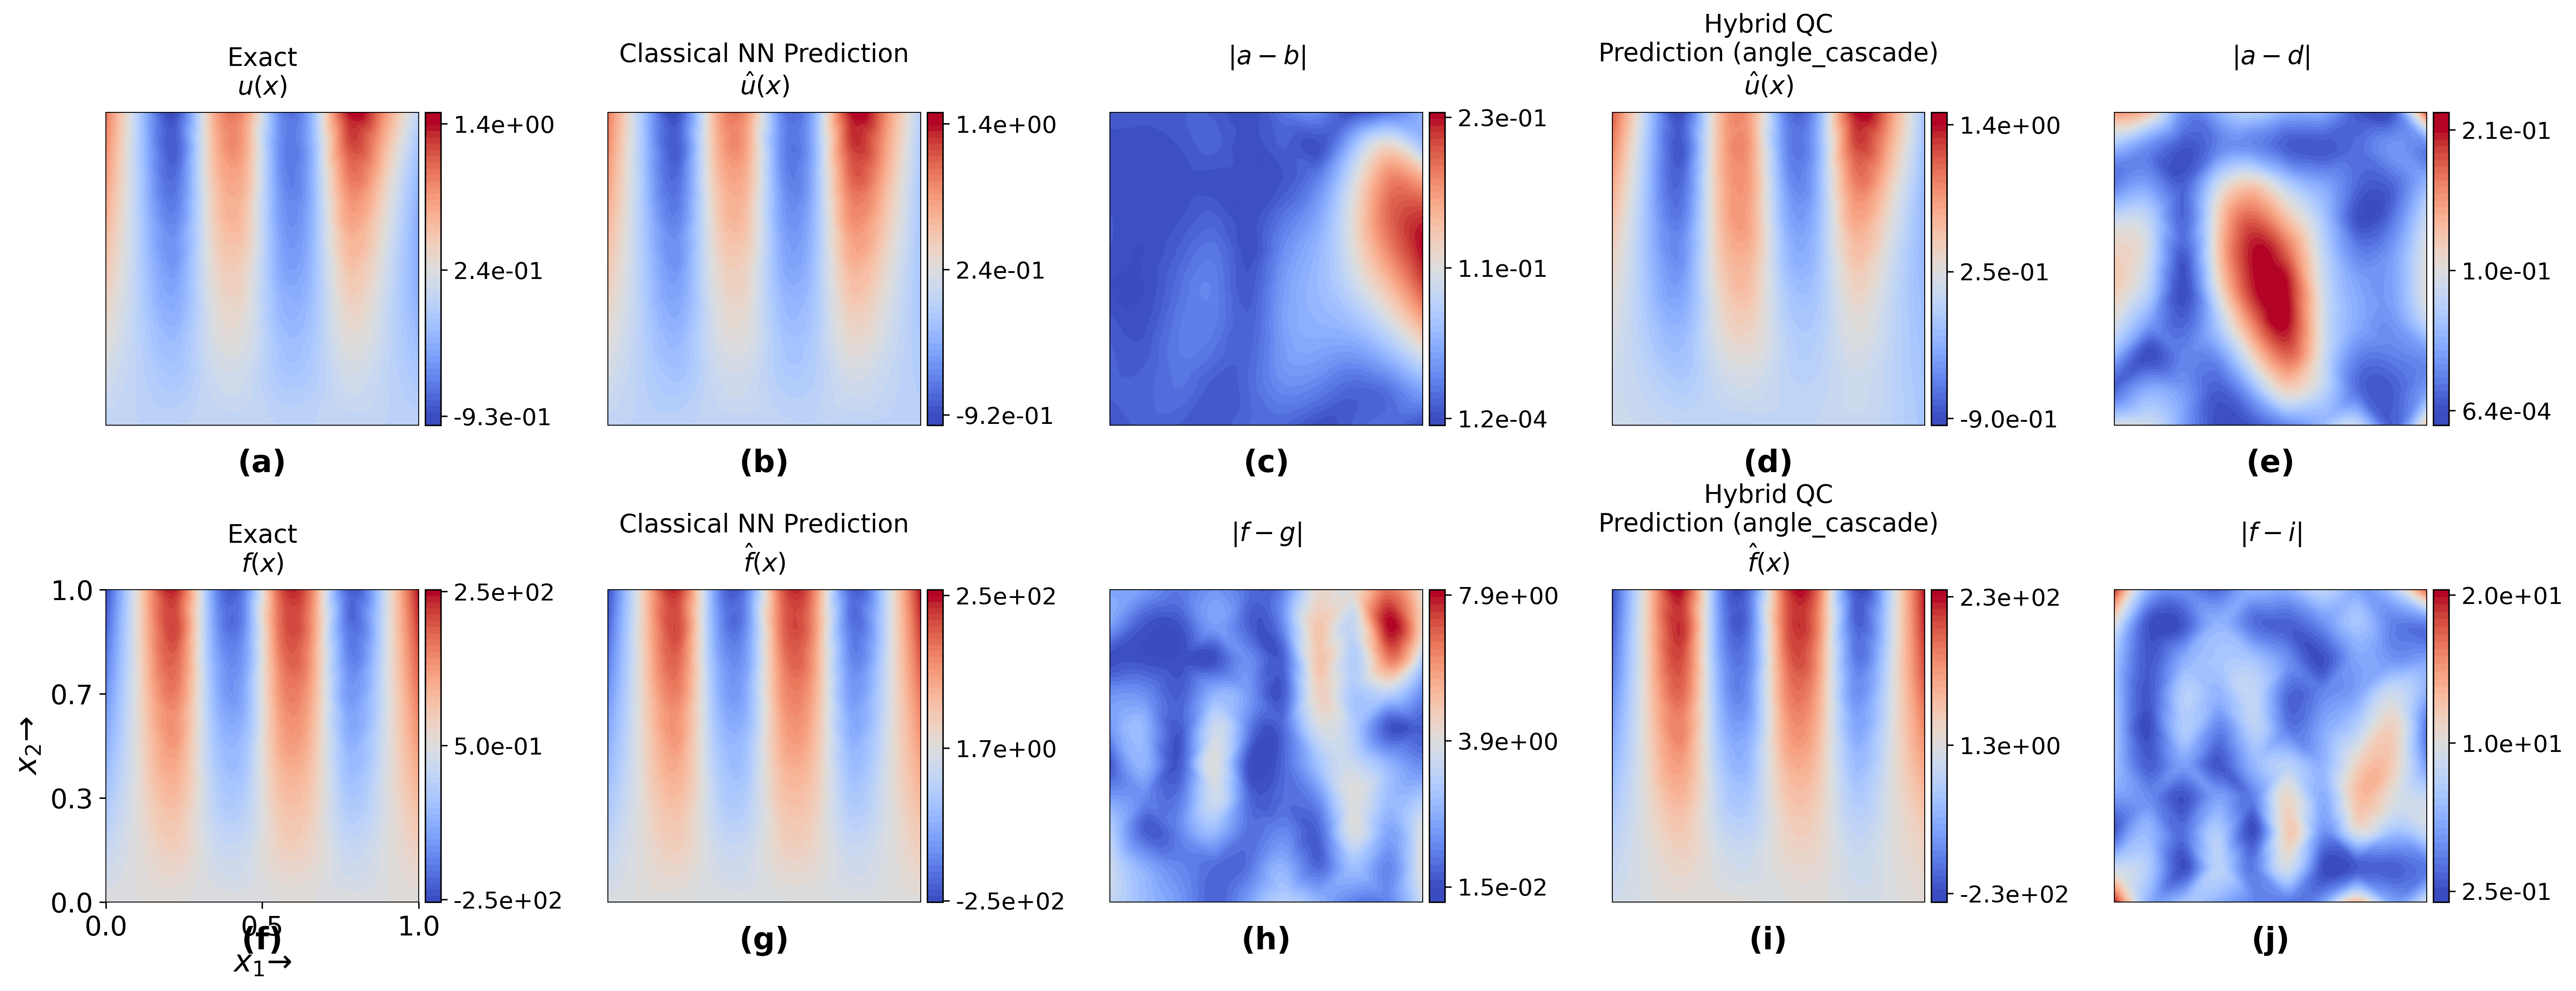 Exact
u(x)
1.4e+00
2.4e-01
-9.3e-01
(a)
Classical NN Prediction
û(x)
1.4e+00
2.4e-01
-9.2e-01
(b)
|a − b|
2.3e-01
1.1e-01
1.2e-04
(c)
Hybrid QC
Prediction (angle_cascade)
û(x)
1.4e+00
2.5e-01
-9.0e-01
(d)
|a − d|
2.1e-01
1.0e-01
6.4e-04
(e)
Exact
f(x)
1.0
0.7
0.3
0.0
x₂→
0.0
0.5
1.0
x₁→
2.5e+02
5.0e-01
-2.5e+02
(f)
Classical NN Prediction
f̂(x)
2.5e+02
1.7e+00
-2.5e+02
(g)
|f − g|
7.9e+00
3.9e+00
1.5e-02
(h)
Hybrid QC
Prediction (angle_cascade)
f̂(x)
2.3e+02
1.3e+00
-2.3e+02
(i)
|f − i|
2.0e+01
1.0e+01
2.5e-01
(j)